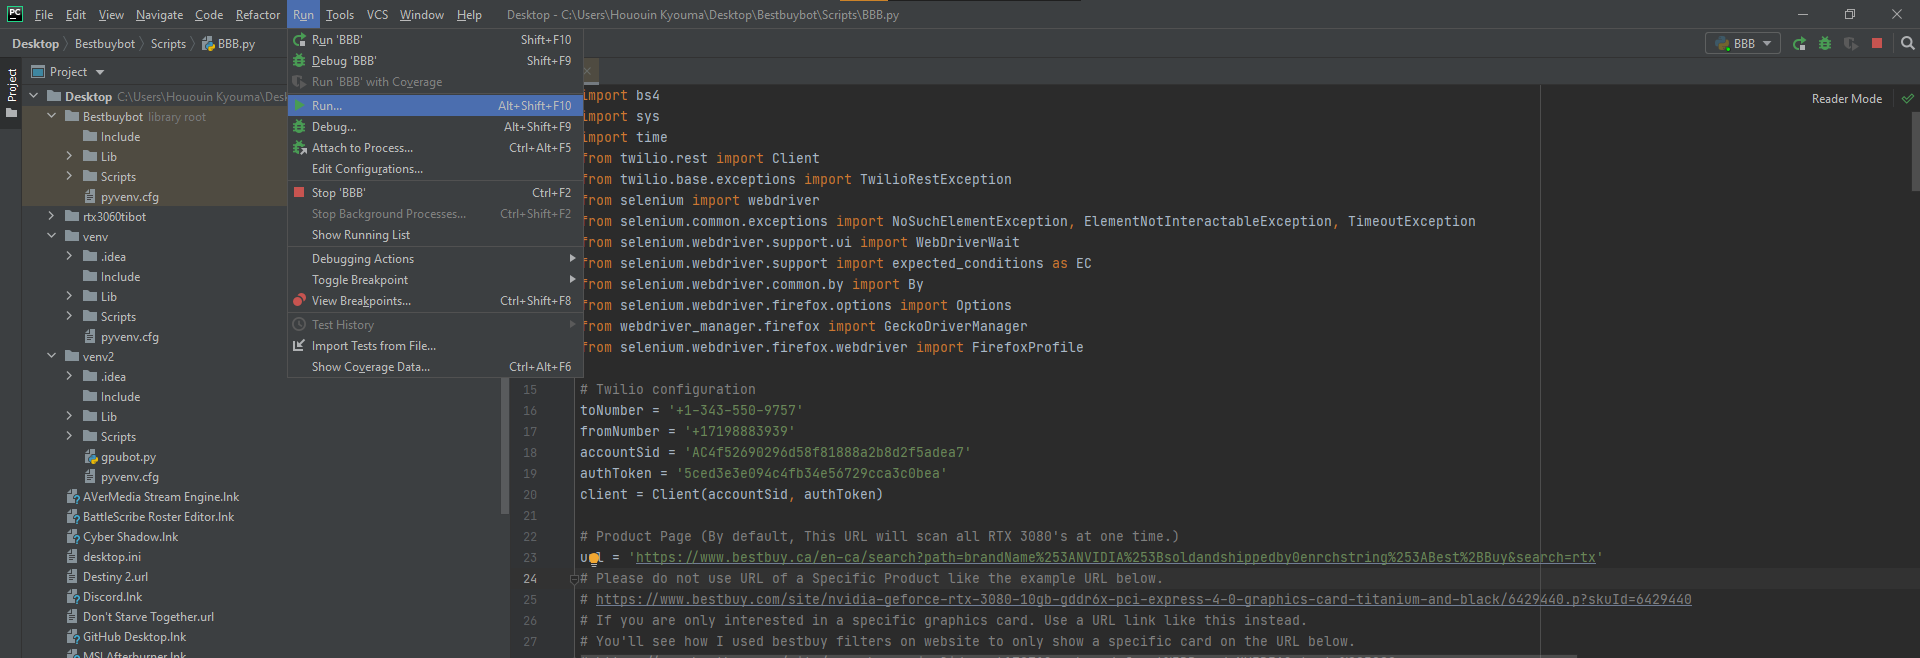 PC File Edit View Navigate Code Refactor Run Tools VCS Window Help Desktop - C:\Users\Hououin Kyouma\Desktop\Bestbuybot\Scripts\BBB.py
Desktop Bestbuybot Scripts BBB.py
BBB
Project
Project
Desktop C:\Users\Hououin Kyouma\Des
Bestbuybot library root
Include
Lib
Scripts
pyvenv.cfg
rtx3060tibot
venv
.idea
Include
Lib
Scripts
pyvenv.cfg
venv2
.idea
Include
Lib
Scripts
gpubot.py
pyvenv.cfg
AVerMedia Stream Engine.lnk
BattleScribe Roster Editor.lnk
Cyber Shadow.lnk
desktop.ini
Destiny 2.url
Discord.lnk
Don't Starve Together.url
GitHub Desktop.lnk
MSI Afterburner.lnk
Run 'BBB' Shift+F10
Debug 'BBB' Shift+F9
Run 'BBB' with Coverage
Run... Alt+Shift+F10
Debug... Alt+Shift+F9
Attach to Process... Ctrl+Alt+F5
Edit Configurations...
Stop 'BBB' Ctrl+F2
Stop Background Processes... Ctrl+Shift+F2
Show Running List
Debugging Actions
Toggle Breakpoint
View Breakpoints... Ctrl+Shift+F8
Test History
Import Tests from File...
Show Coverage Data... Ctrl+Alt+F6
Reader Mode
import bs4
import sys
import time
from twilio.rest import Client
from twilio.base.exceptions import TwilioRestException
from selenium import webdriver
from selenium.common.exceptions import NoSuchElementException, ElementNotInteractableException, TimeoutException
from selenium.webdriver.support.ui import WebDriverWait
from selenium.webdriver.support import expected_conditions as EC
from selenium.webdriver.common.by import By
from selenium.webdriver.firefox.options import Options
from webdriver_manager.firefox import GeckoDriverManager
from selenium.webdriver.firefox.webdriver import FirefoxProfile
15 # Twilio configuration
16 toNumber = '+1-343-550-9757'
17 fromNumber = '+17198883939'
18 accountSid = 'AC4f52690296d58f81888a2b8d2f5adea7'
19 authToken = '5ced3e3e094c4fb34e56729cca3c0bea'
20 client = Client(accountSid, authToken)
21
22 # Product Page (By default, This URL will scan all RTX 3080's at one time.)
23 url = 'https://www.bestbuy.ca/en-ca/search?path=brandName%253ANVIDIA%253Bsoldandshippedby0enrchstring%253ABest%2BBuy&search=rtx'
24 # Please do not use URL of a Specific Product like the example URL below.
25 # https://www.bestbuy.com/site/nvidia-geforce-rtx-3080-10gb-gddr6x-pci-express-4-0-graphics-card-titanium-and-black/6429440.p?skuId=6429440
26 # If you are only interested in a specific graphics card. Use a URL link like this instead.
27 # You'll see how I used bestbuy filters on website to only show a specific card on the URL below.